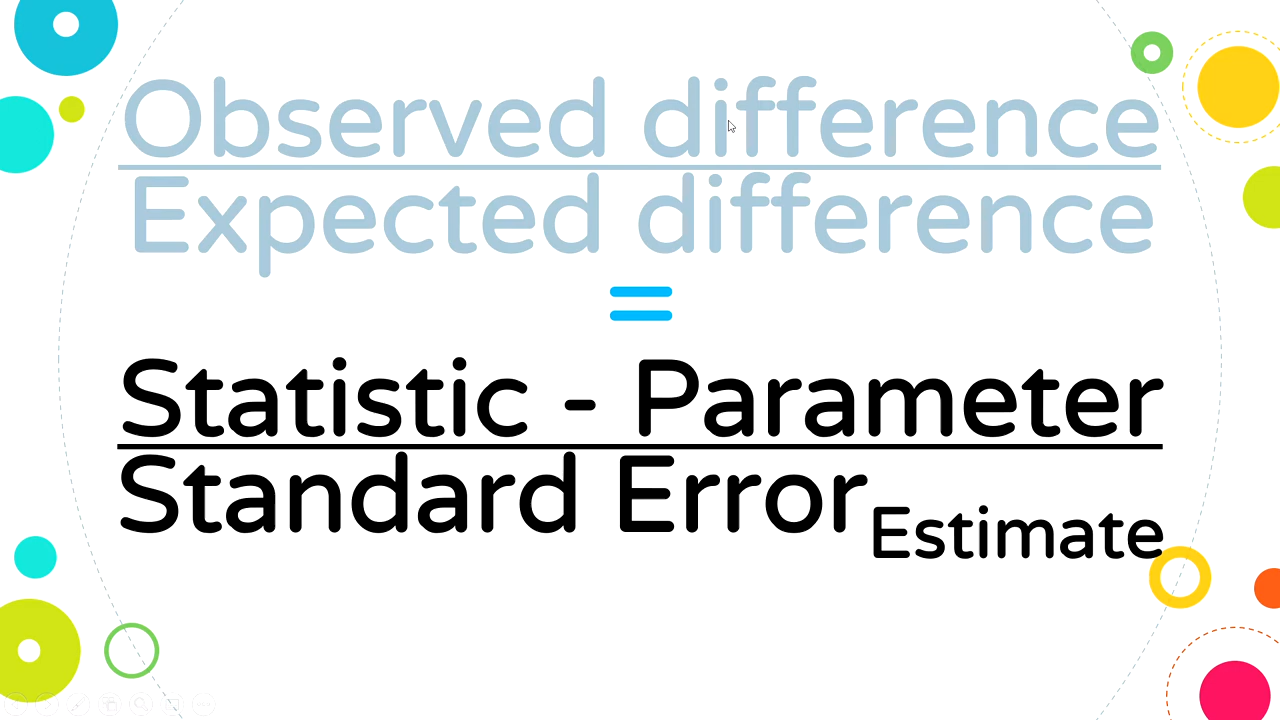 Observed difference
Expected difference
=
Statistic - Parameter
Standard Error Estimate